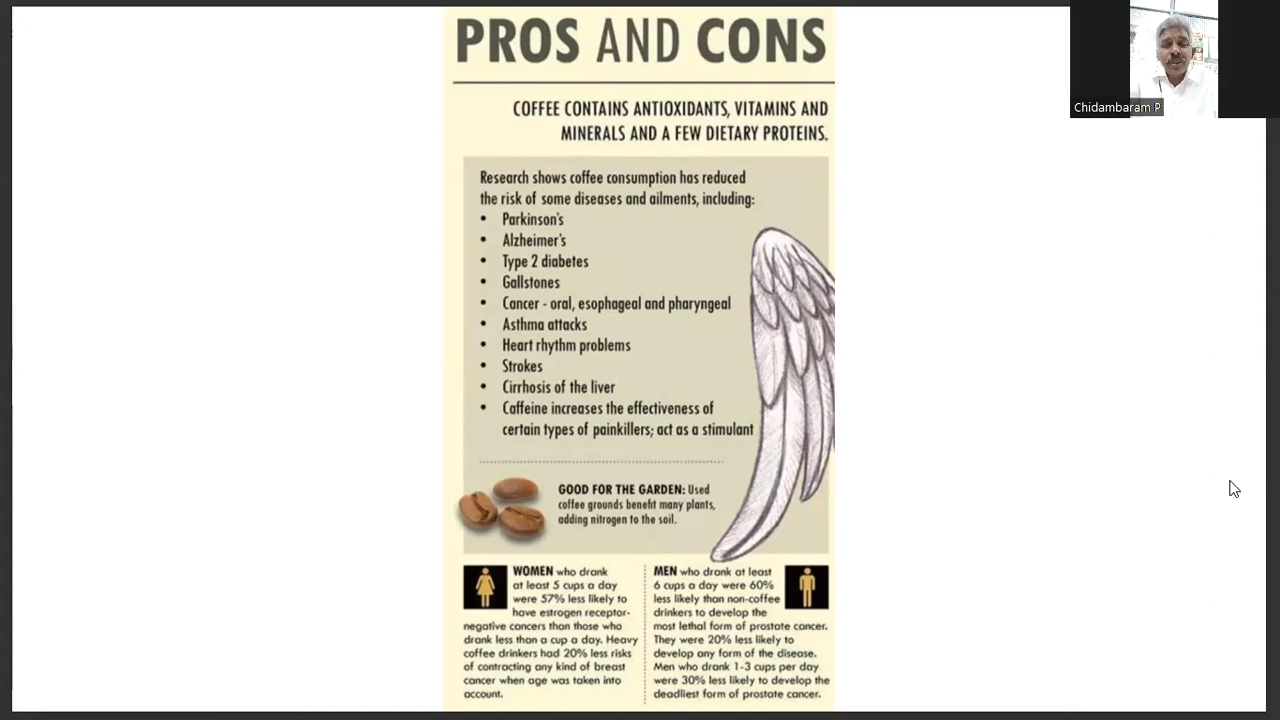 PROS AND CONS
COFFEE CONTAINS ANTIOXIDANTS, VITAMINS AND
MINERALS AND A FEW DIETARY PROTEINS.
Research shows coffee consumption has reduced
the risk of some diseases and ailments, including:
• Parkinson's
• Alzheimer's
• Type 2 diabetes
• Gallstones
• Cancer - oral, esophageal and pharyngeal
• Asthma attacks
• Heart rhythm problems
• Strokes
• Cirrhosis of the liver
• Caffeine increases the effectiveness of
certain types of painkillers; act as a stimulant
GOOD FOR THE GARDEN: Used
coffee grounds benefit many plants,
adding nitrogen to the soil.
WOMEN who drank
at least 5 cups a day
were 57% less likely to
have estrogen receptor-
negative cancers than those who
drank less than a cup a day. Heavy
coffee drinkers had 20% less risks
of contracting any kind of breast
cancer when age was taken into
account.
MEN who drank at least
6 cups a day were 60%
less likely than non-coffee
drinkers to develop the
most lethal form of prostate cancer.
They were 20% less likely to
develop any form of the disease.
Men who drank 1-3 cups per day
were 30% less likely to develop the
deadliest form of prostate cancer.
Chidambaram P